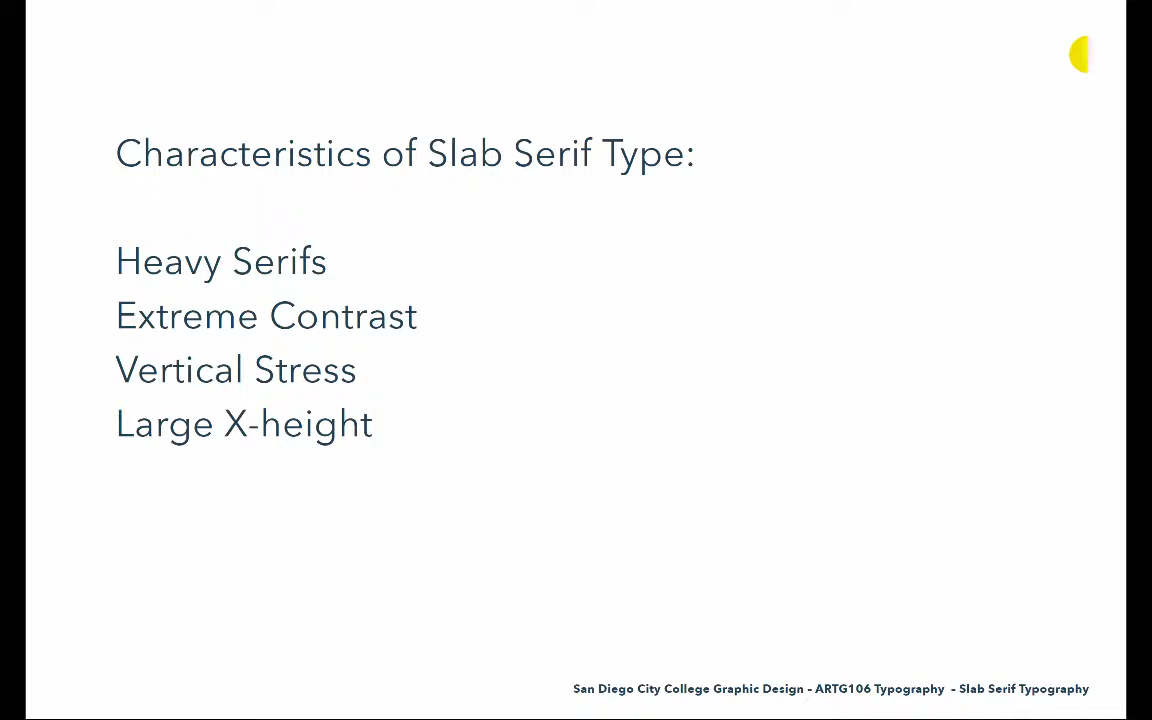 Characteristics of Slab Serif Type:
Heavy Serifs
Extreme Contrast
Vertical Stress
Large X-height
San Diego City College Graphic Design – ARTG106 Typography – Slab Serif Typography